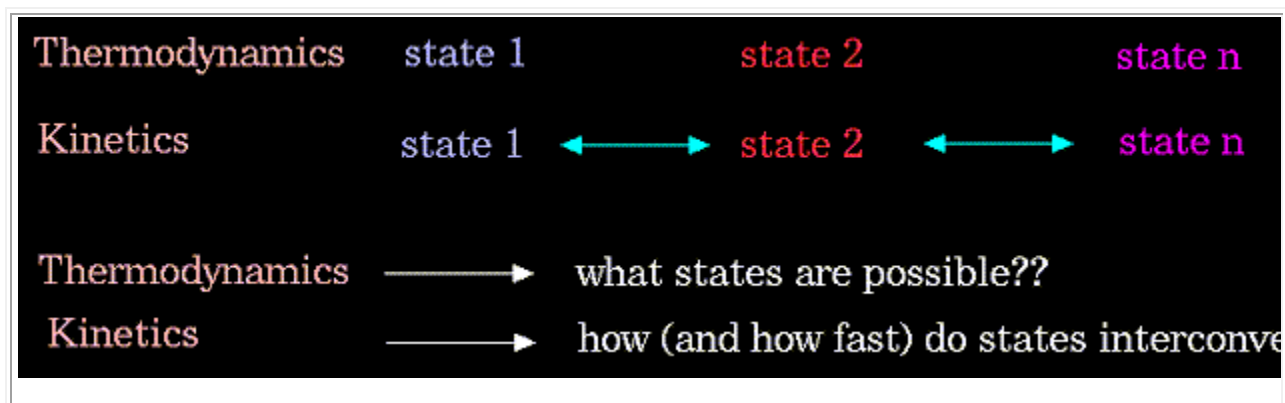 Thermodynamics state 1 state 2 state n
Kinetics state 1 state 2 state n
Thermodynamics what states are possible??
Kinetics how (and how fast) do states interconve